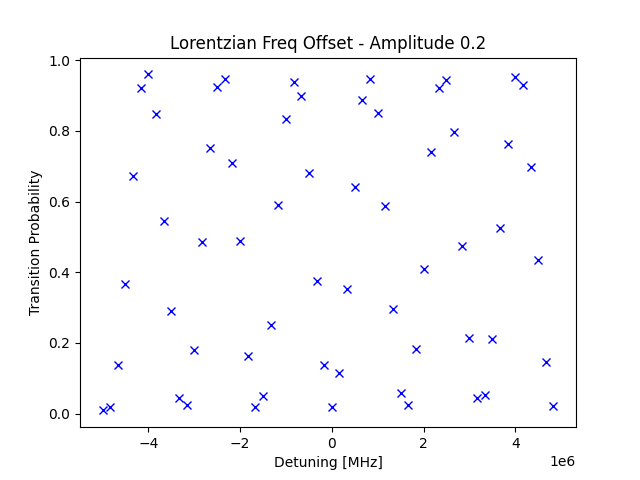 Lorentzian Freq Offset - Amplitude 0.2
1.0
0.8
0.6
0.4
0.2
0.0
Transition Probability
−4
−2
0
2
4
1e6
Detuning [MHz]